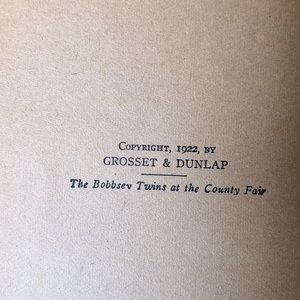 Copyright, 1922, by
GROSSET & DUNLAP
The Bobbsey Twins at the County Fair